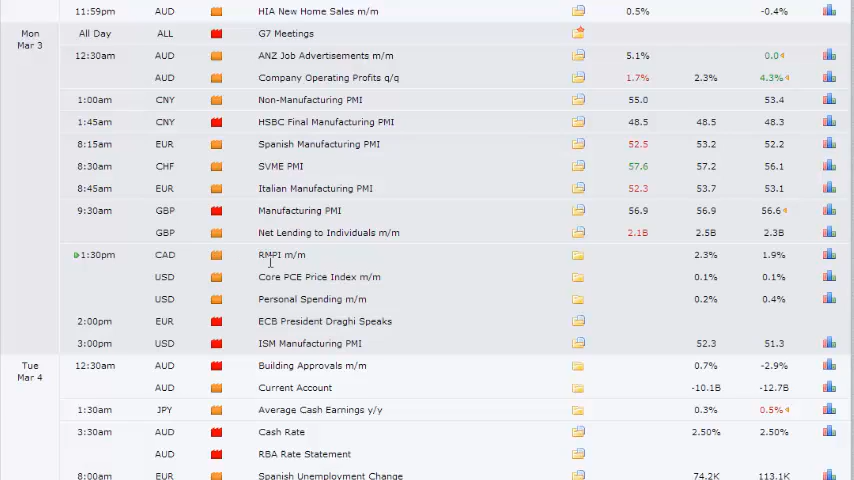 11:59pm AUD HIA New Home Sales m/m 0.5% -0.4%
Mon All Day ALL G7 Meetings
Mar 3
12:30am AUD ANZ Job Advertisements m/m 5.1% 0.0
AUD Company Operating Profits q/q 1.7% 2.3% 4.3%
1:00am CNY Non-Manufacturing PMI 55.0 53.4
1:45am CNY HSBC Final Manufacturing PMI 48.5 48.5 48.3
8:15am EUR Spanish Manufacturing PMI 52.5 53.2 52.2
8:30am CHF SVME PMI 57.6 57.2 56.1
8:45am EUR Italian Manufacturing PMI 52.3 53.7 53.1
9:30am GBP Manufacturing PMI 56.9 56.9 56.6
GBP Net Lending to Individuals m/m 2.1B 2.5B 2.3B
1:30pm CAD RMPI m/m 2.3% 1.9%
USD Core PCE Price Index m/m 0.1% 0.1%
USD Personal Spending m/m 0.2% 0.4%
2:00pm EUR ECB President Draghi Speaks
3:00pm USD ISM Manufacturing PMI 52.3 51.3
Tue 12:30am AUD Building Approvals m/m 0.7% -2.9%
Mar 4
AUD Current Account -10.1B -12.7B
1:30am JPY Average Cash Earnings y/y 0.3% 0.5%
3:30am AUD Cash Rate 2.50% 2.50%
AUD RBA Rate Statement
8:00am EUR Spanish Unemployment Change 74.2K 113.1K